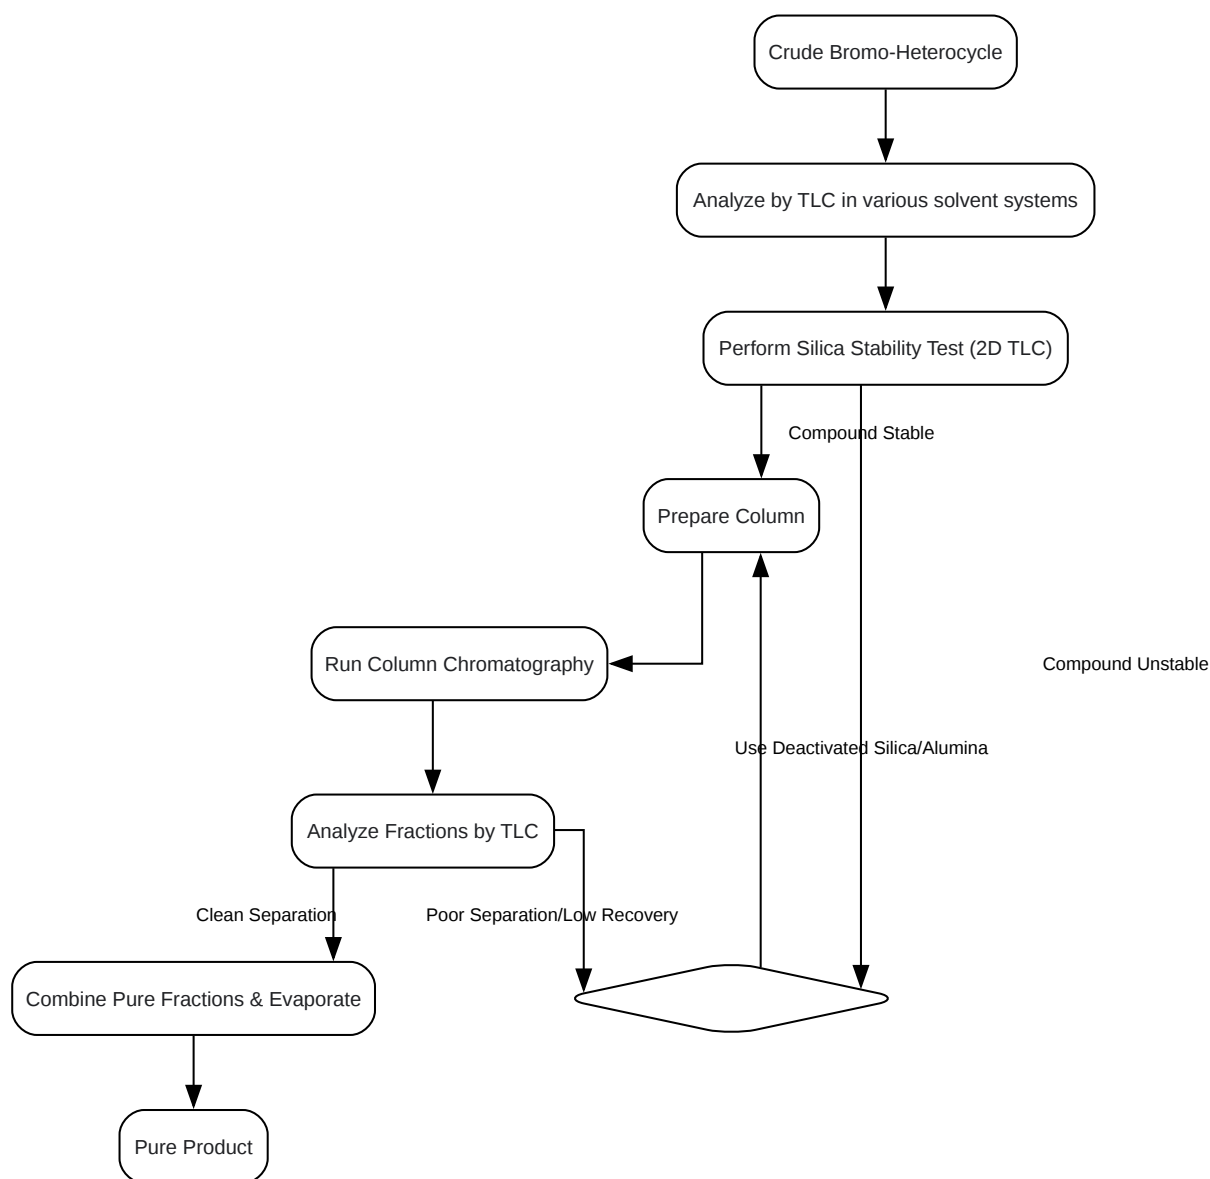 Crude Bromo-Heterocycle
Analyze by TLC in various solvent systems
Perform Silica Stability Test (2D TLC)
Compound Stable
Prepare Column
Run Column Chromatography
Compound Unstable
Use Deactivated Silica/Alumina
Analyze Fractions by TLC
Clean Separation
Poor Separation/Low Recovery
Combine Pure Fractions & Evaporate
Pure Product